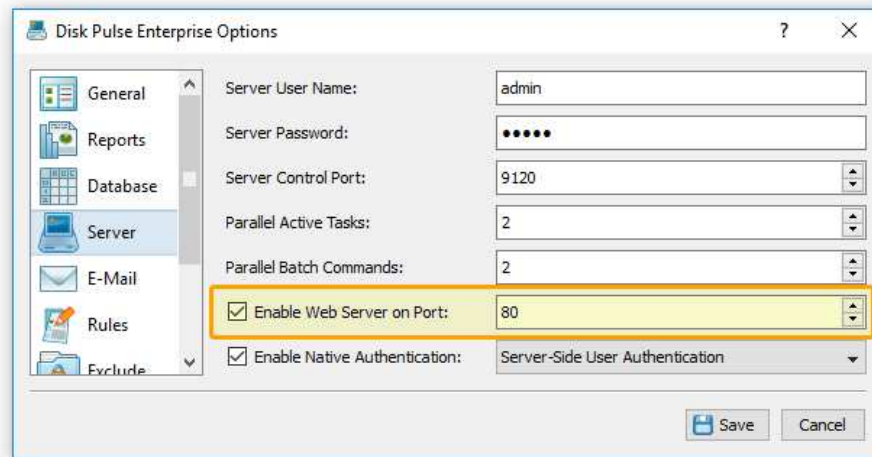 Disk Pulse Enterprise Options
?
General
Reports
Database
Server
E-Mail
Rules
Exclude
Server User Name: admin
Server Password: •••••
Server Control Port: 9120
Parallel Active Tasks: 2
Parallel Batch Commands: 2
Enable Web Server on Port: 80
Enable Native Authentication: Server-Side User Authentication
Save Cancel